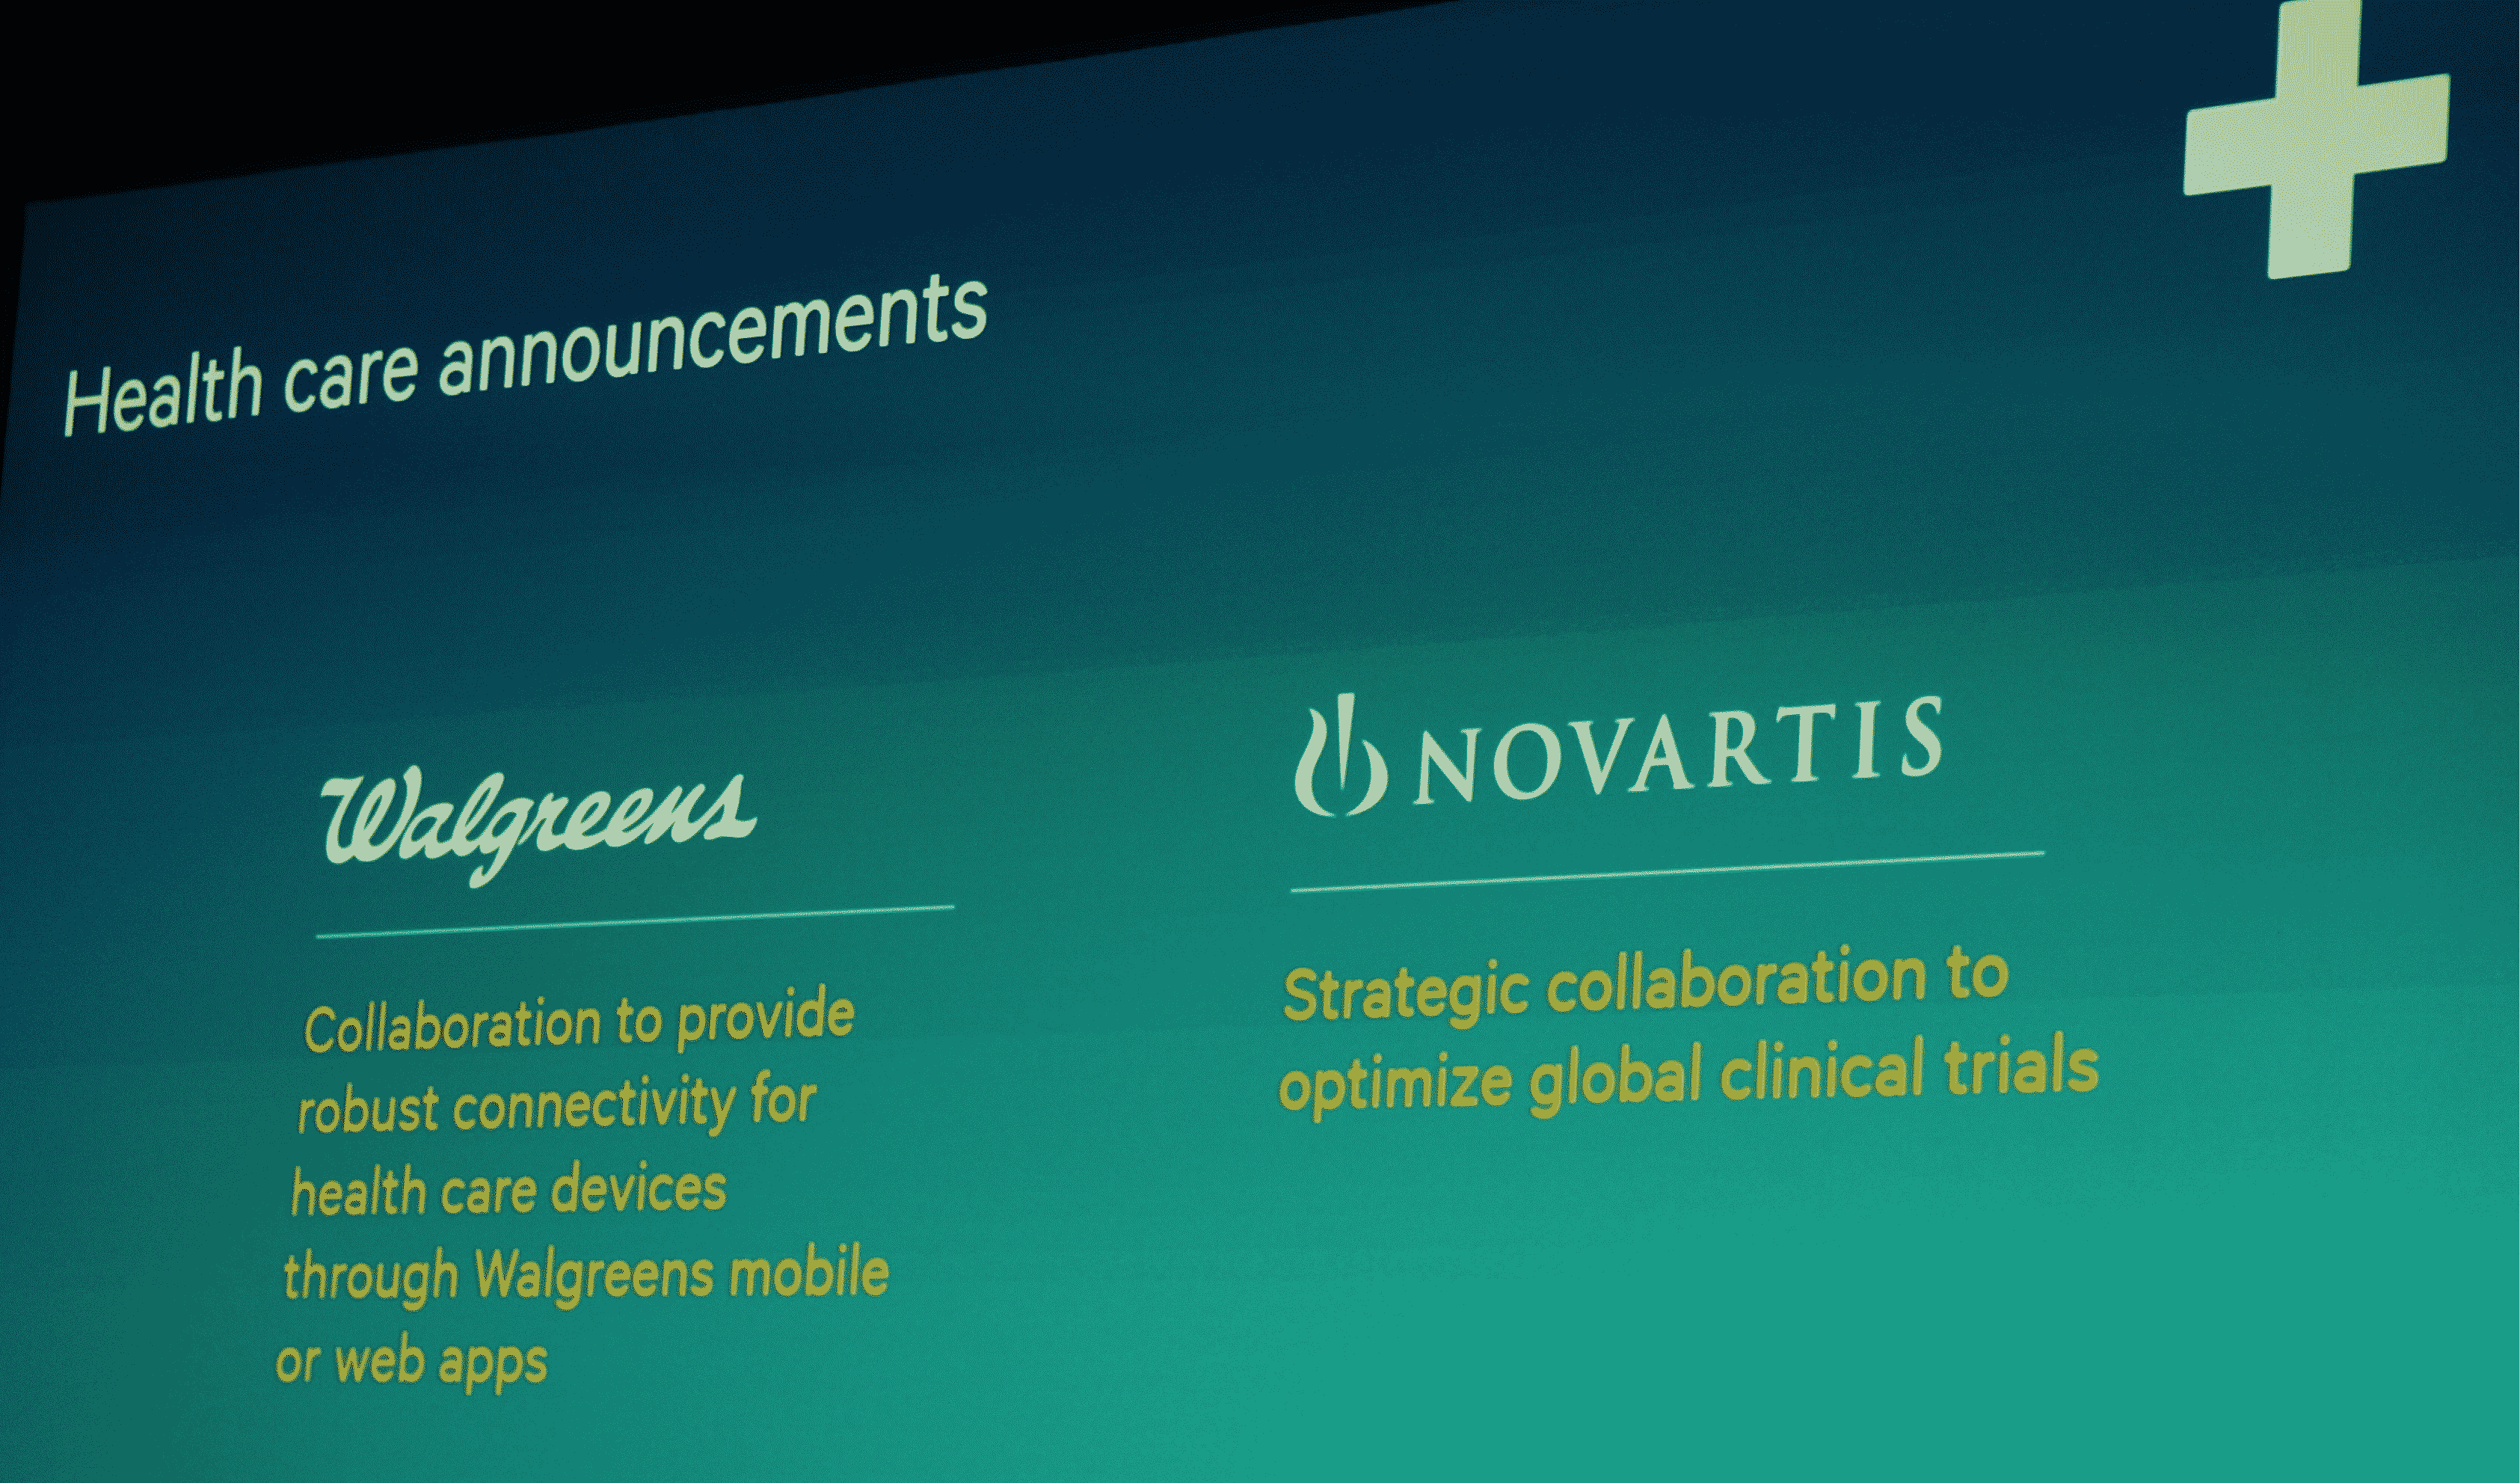 Health care announcements
Walgreens
Collaboration to provide
robust connectivity for
health care devices
through Walgreens mobile
or web apps
NOVARTIS
Strategic collaboration to
optimize global clinical trials